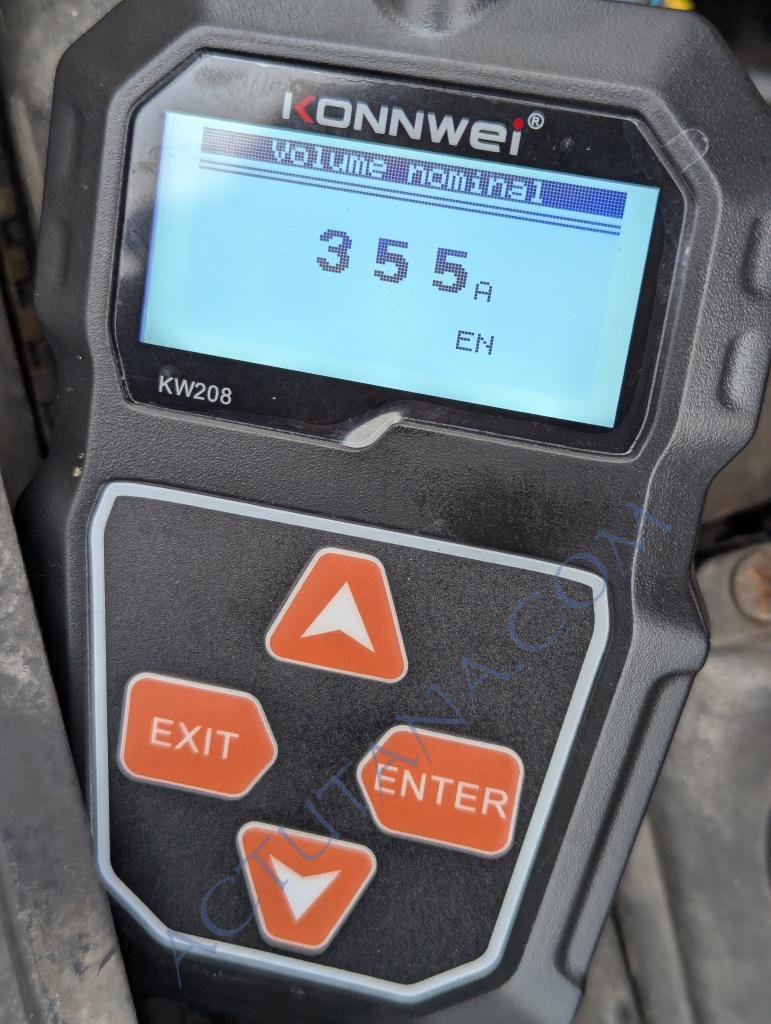 KONNWEI®
Volume nominal
355A
EN
KW208
EXIT
ENTER
ACTUTANA.COM